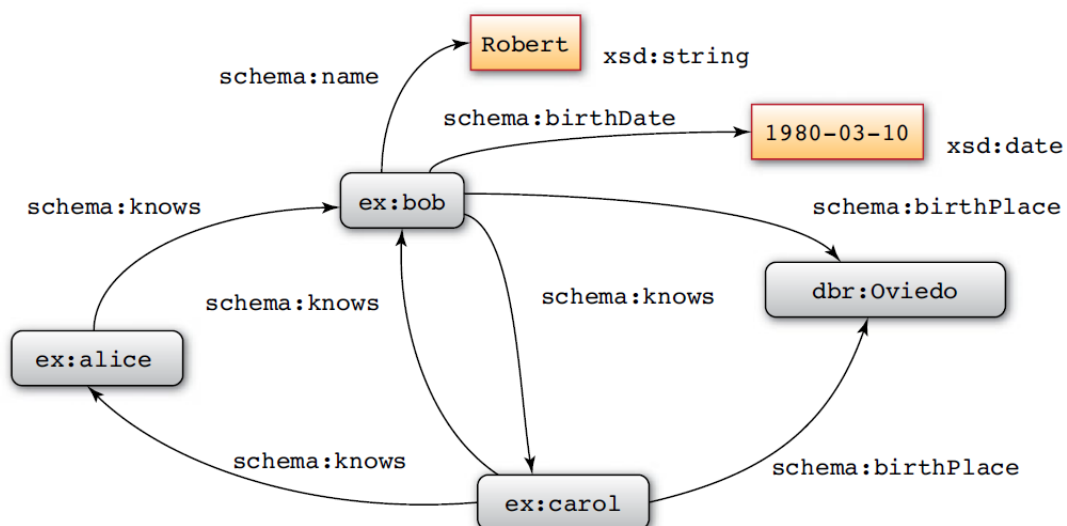 Robert
xsd:string
schema:name
schema:birthDate
1980-03-10
xsd:date
ex:bob
schema:knows
schema:birthPlace
dbr:Oviedo
schema:knows
schema:knows
ex:alice
schema:knows
schema:birthPlace
ex:carol